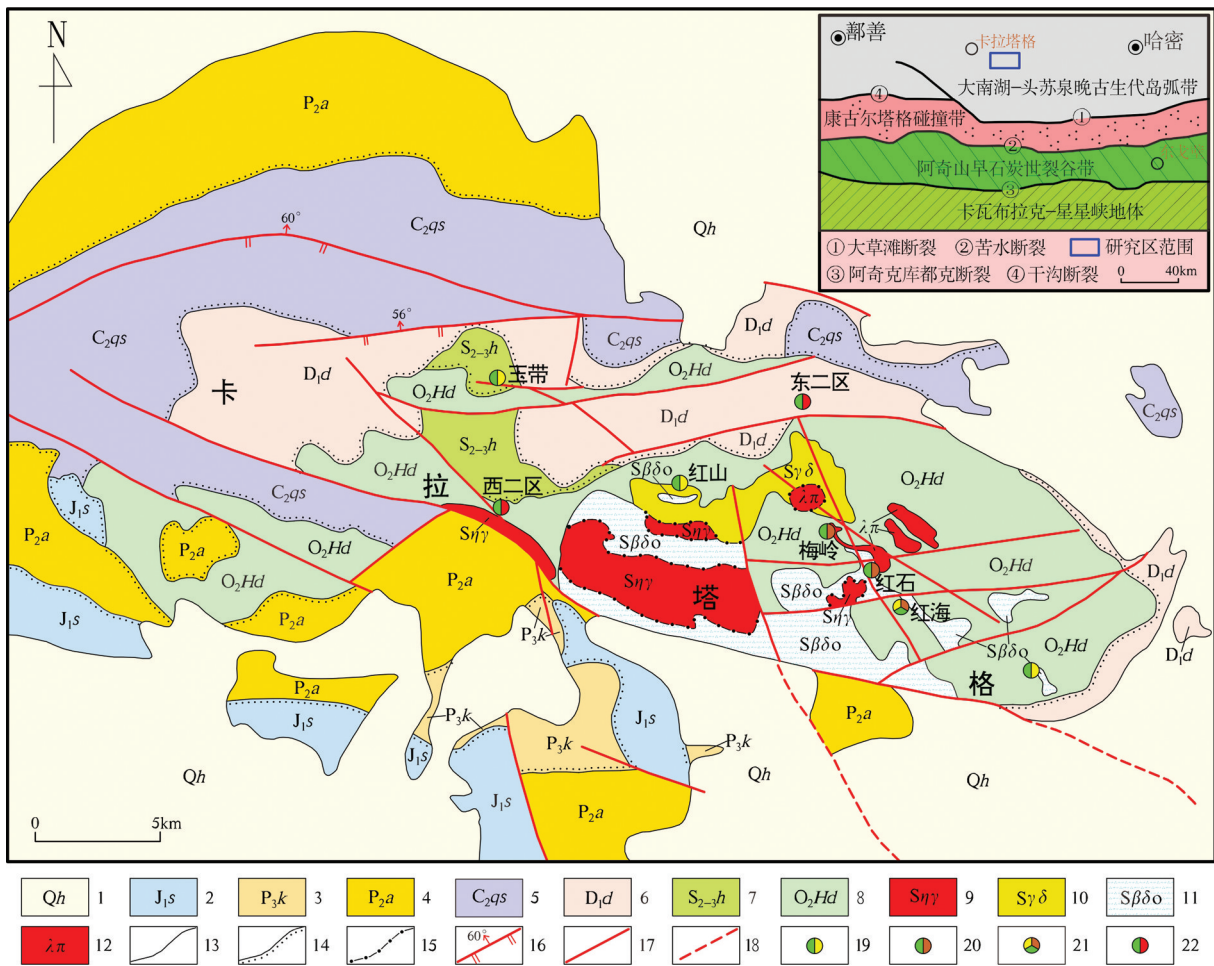 N
P₂a
C₂qs
60°
Qh
鄯善
卡拉塔格
哈密
大南湖-头苏泉晚古生代岛弧带
④
康古尔塔格碰撞带
①
②
阿奇山早石炭世裂谷带
③
卡瓦布拉克-星星峡地体
①大草滩断裂 ②苦水断裂 研究区范围
③阿奇克库都克断裂 ④干沟断裂 0 40km
56°
C₂qs
D₁d
S₂₋₃h
C₂qs
D₁d
C₂qs
卡
玉带
O₂Hd
O₂Hd
东二区
C₂qs
D₁d
S₂₋₃h
D₁d
O₂Hd
拉
西二区
Sβδο
红山
Sγδ
O₂Hd
λπ
C₂qs
J₁s
P₂a
P₂a
O₂Hd
O₂Hd
Sηγ
Sβδο
Sηγ
O₂Hd
梅岭
λπ
O₂Hd
P₂a
Sηγ
塔
Sβδο
红石
Sηγ
红海
D₁d
J₁s
P₂a
P₃k
Sβδο
Sβδο
O₂Hd
D₁d
格
P₂a
J₁s
P₃k
P₃k
J₁s
P₃k
P₂a
J₁s
Qh
J₁s
P₂a
Qh
Qh
0 5km
Qh 1 J₁s 2 P₃k 3 P₂a 4 C₂qs 5 D₁d 6 S₂₋₃h 7 O₂Hd 8 Sηγ 9 Sγδ 10 Sβδο 11
λπ 12 13 14 15 60° 16 17 18 19 20 21 22